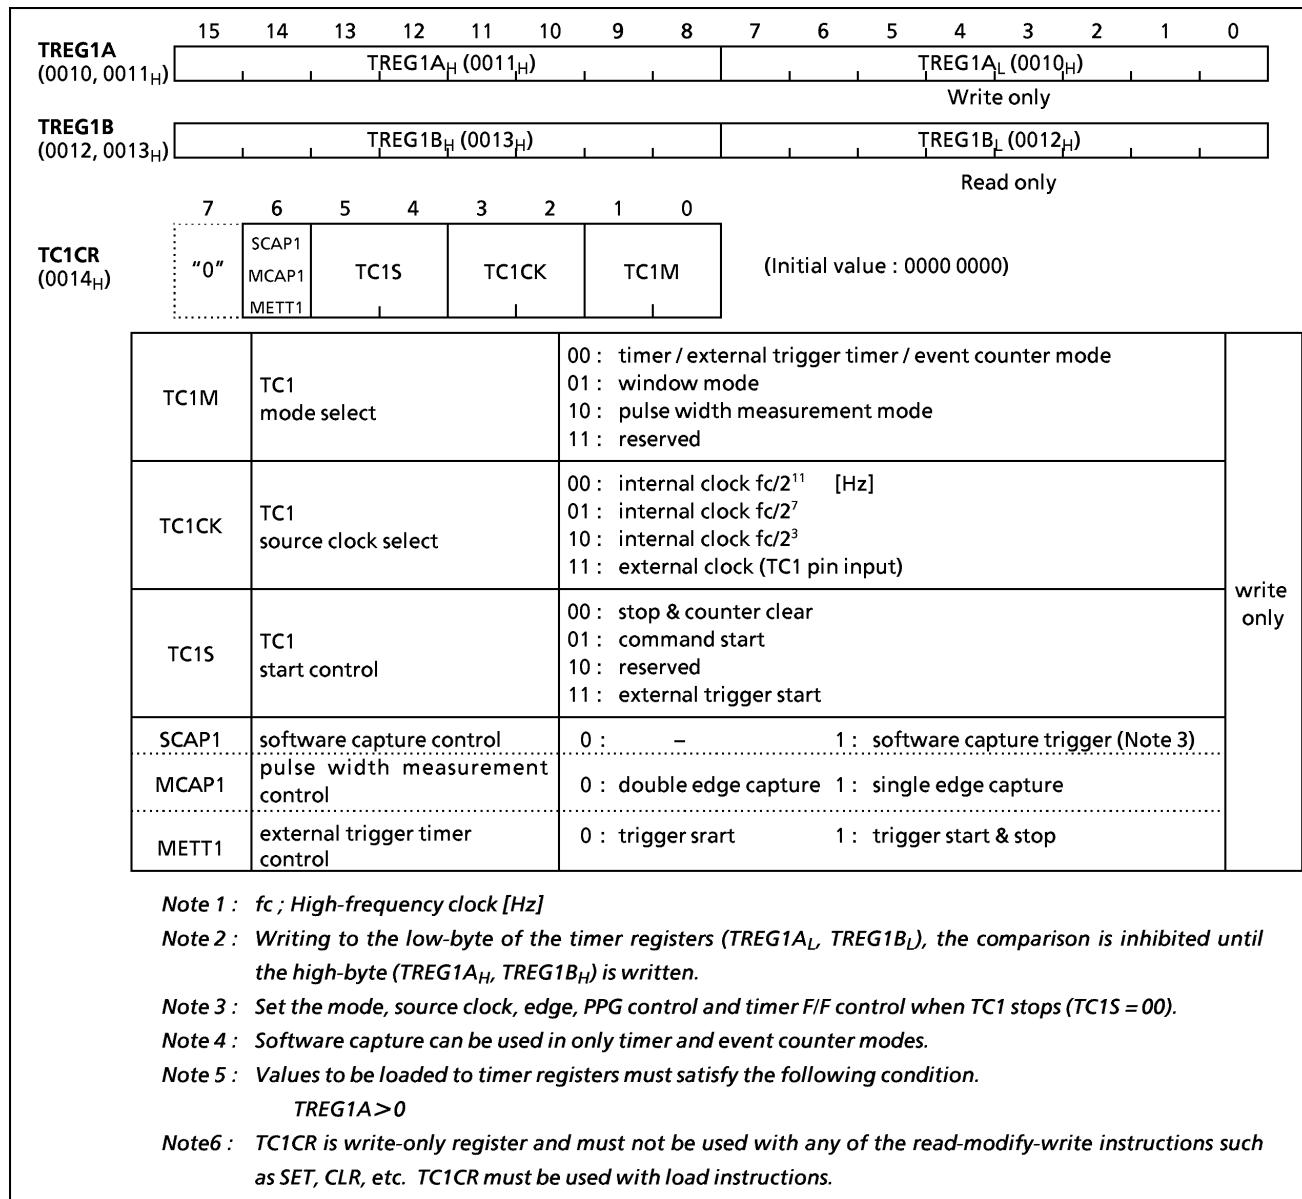 15 14 13 12 11 10 9 8 7 6 5 4 3 2 1 0
TREG1A
(0010, 0011H)
TREG1AH (0011H) TREG1AL (0010H)
Write only
TREG1B
(0012, 0013H)
TREG1BH (0013H) TREG1BL (0012H)
Read only
7 6 5 4 3 2 1 0
TC1CR
(0014H)
"0"
SCAP1
MCAP1
METT1
TC1S TC1CK TC1M
(Initial value : 0000 0000)
TC1M
TC1
mode select
00 : timer / external trigger timer / event counter mode
01 : window mode
10 : pulse width measurement mode
11 : reserved
TC1CK
TC1
source clock select
00 : internal clock fc/2¹¹ [Hz]
01 : internal clock fc/2⁷
10 : internal clock fc/2³
11 : external clock (TC1 pin input)
TC1S
TC1
start control
00 : stop & counter clear
01 : command start
10 : reserved
11 : external trigger start
write
only
SCAP1 software capture control 0 : – 1 : software capture trigger (Note 3)
MCAP1
pulse width measurement
control
0 : double edge capture 1 : single edge capture
METT1
external trigger timer
control
0 : trigger srart 1 : trigger start & stop
Note 1 : fc ; High-frequency clock [Hz]
Note 2 : Writing to the low-byte of the timer registers (TREG1AL, TREG1BL), the comparison is inhibited until
the high-byte (TREG1AH, TREG1BH) is written.
Note 3 : Set the mode, source clock, edge, PPG control and timer F/F control when TC1 stops (TC1S = 00).
Note 4 : Software capture can be used in only timer and event counter modes.
Note 5 : Values to be loaded to timer registers must satisfy the following condition.
TREG1A>0
Note6 : TC1CR is write-only register and must not be used with any of the read-modify-write instructions such
as SET, CLR, etc. TC1CR must be used with load instructions.